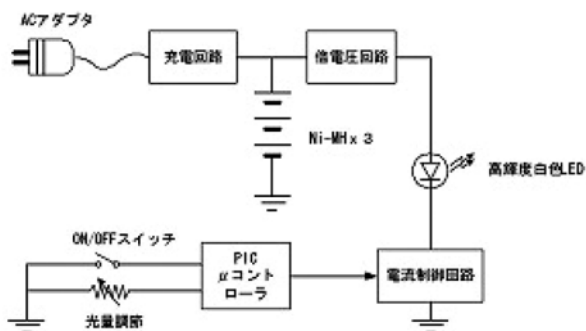 ACアダプタ
充電回路
倍電圧回路
Ni-MHx 3
高輝度白色LED
ON/OFFスイッチ
PIC
μコント
ローラ
電流制御回路
光量調節